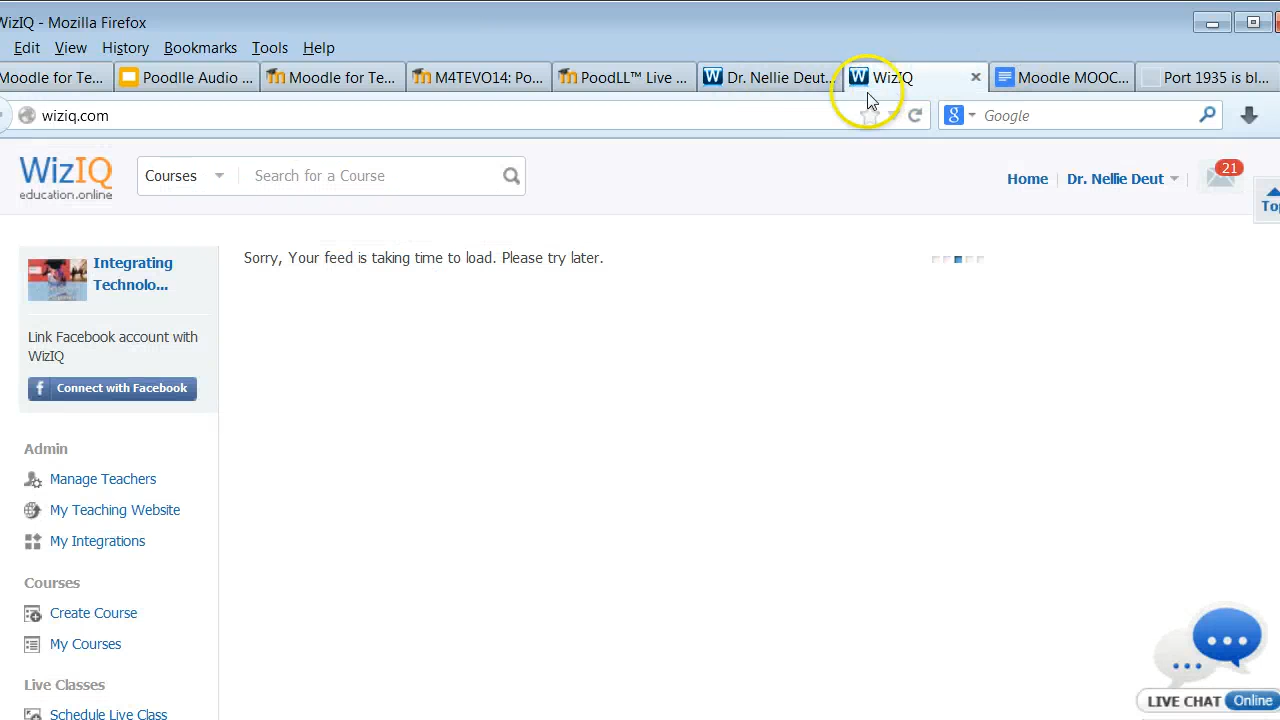 WizIQ - Mozilla Firefox
Edit View History Bookmarks Tools Help
Moodle for Te... Poodlle Audio ... Moodle for Te... M4TEVO14: Po... PoodLL™ Live ... Dr. Nellie Deut... WizIQ × Moodle MOOC... Port 1935 is bl...
wiziq.com Google
WizIQ
education.online
Courses Search for a Course
Home Dr. Nellie Deut 21
Top
Integrating
Technolo...
Sorry, Your feed is taking time to load. Please try later.
Link Facebook account with
WizIQ
f Connect with Facebook
Admin
Manage Teachers
My Teaching Website
My Integrations
Courses
Create Course
My Courses
Live Classes
Schedule Live Class
LIVE CHAT Online